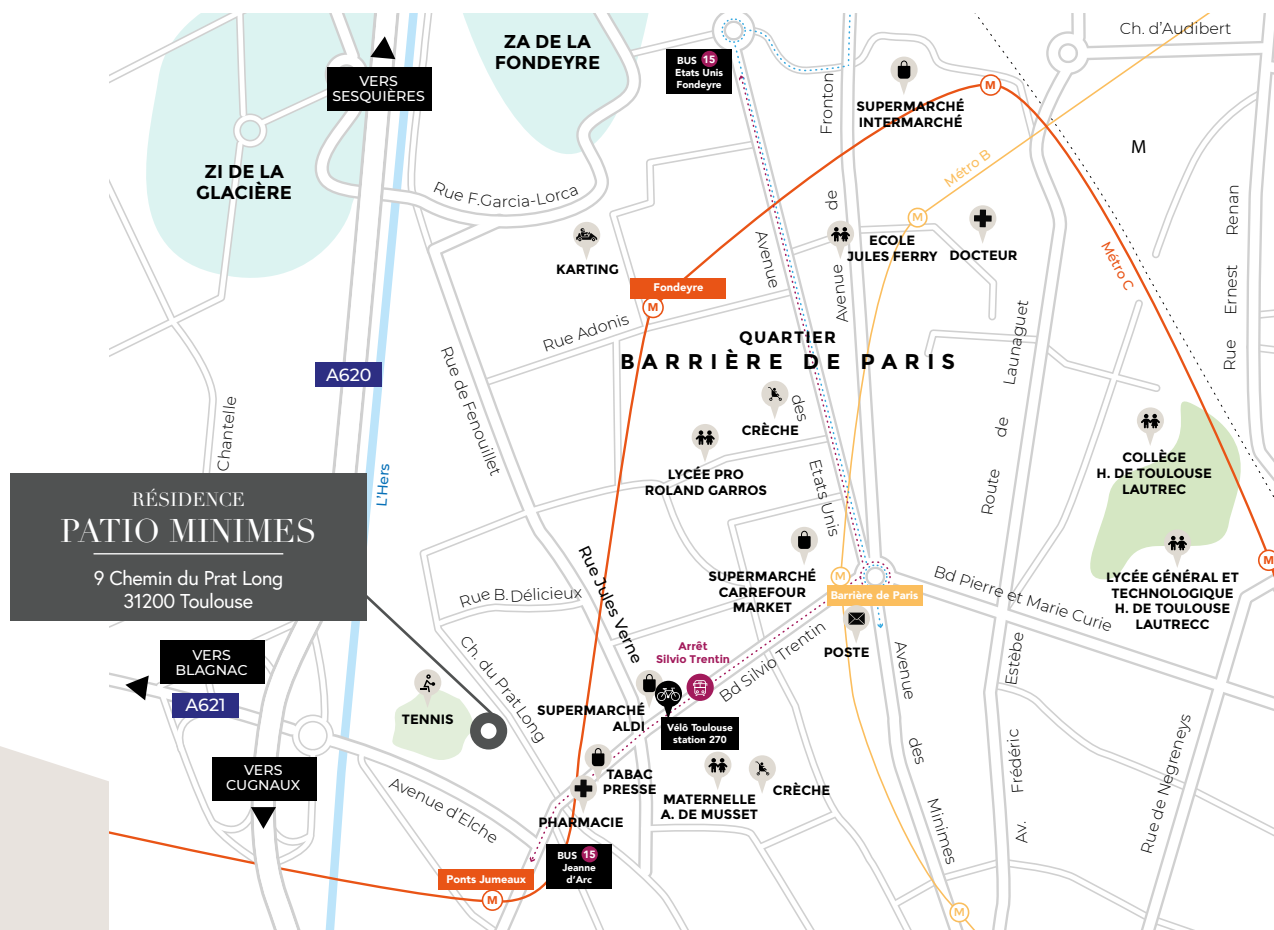 ZA DE LA
FONDEYRE
BUS 15
Etats Unis
Fondeyre
Ch. d'Audibert
VERS
SESQUIÈRES
SUPERMARCHÉ
INTERMARCHÉ
M
Fronton
de
Avenue
Métro B
M
M
ZI DE LA
GLACIÈRE
Rue F.Garcia-Lorca
KARTING
Avenue
des
Etats Unis
ECOLE
JULES FERRY
DOCTEUR
Métro C
Rue Ernest Renan
Fondeyre
M
Rue Adonis
QUARTIER
BARRIÈRE DE PARIS
Route de Launaguet
A620
Rue de Fenouillet
Chantelle
L'Hers
CRÈCHE
LYCÉE PRO
ROLAND GARROS
COLLÈGE
H. DE TOULOUSE
LAUTREC
RÉSIDENCE
PATIO MINIMES
9 Chemin du Prat Long
31200 Toulouse
SUPERMARCHÉ
CARREFOUR
MARKET
M
Barrière de Paris
Bd Pierre et Marie Curie
M
LYCÉE GÉNÉRAL ET
TECHNOLOGIQUE
H. DE TOULOUSE
LAUTRECC
Rue B. Délicieux
Rue Jules Verne
Ch. du Prat Long
Arrêt
Silvio Trentin
Bd Silvio Trentin
POSTE
VERS
BLAGNAC
A621
TENNIS
SUPERMARCHÉ
ALDI
Vélô Toulouse
station 270
Avenue des Minimes
Av. Frédéric Estèbe
Rue de Negreneys
VERS
CUGNAUX
Avenue d'Elche
TABAC
PRESSE
PHARMACIE
MATERNELLE
A. DE MUSSET
CRÈCHE
BUS 15
Jeanne
d'Arc
Ponts Jumeaux
M
M